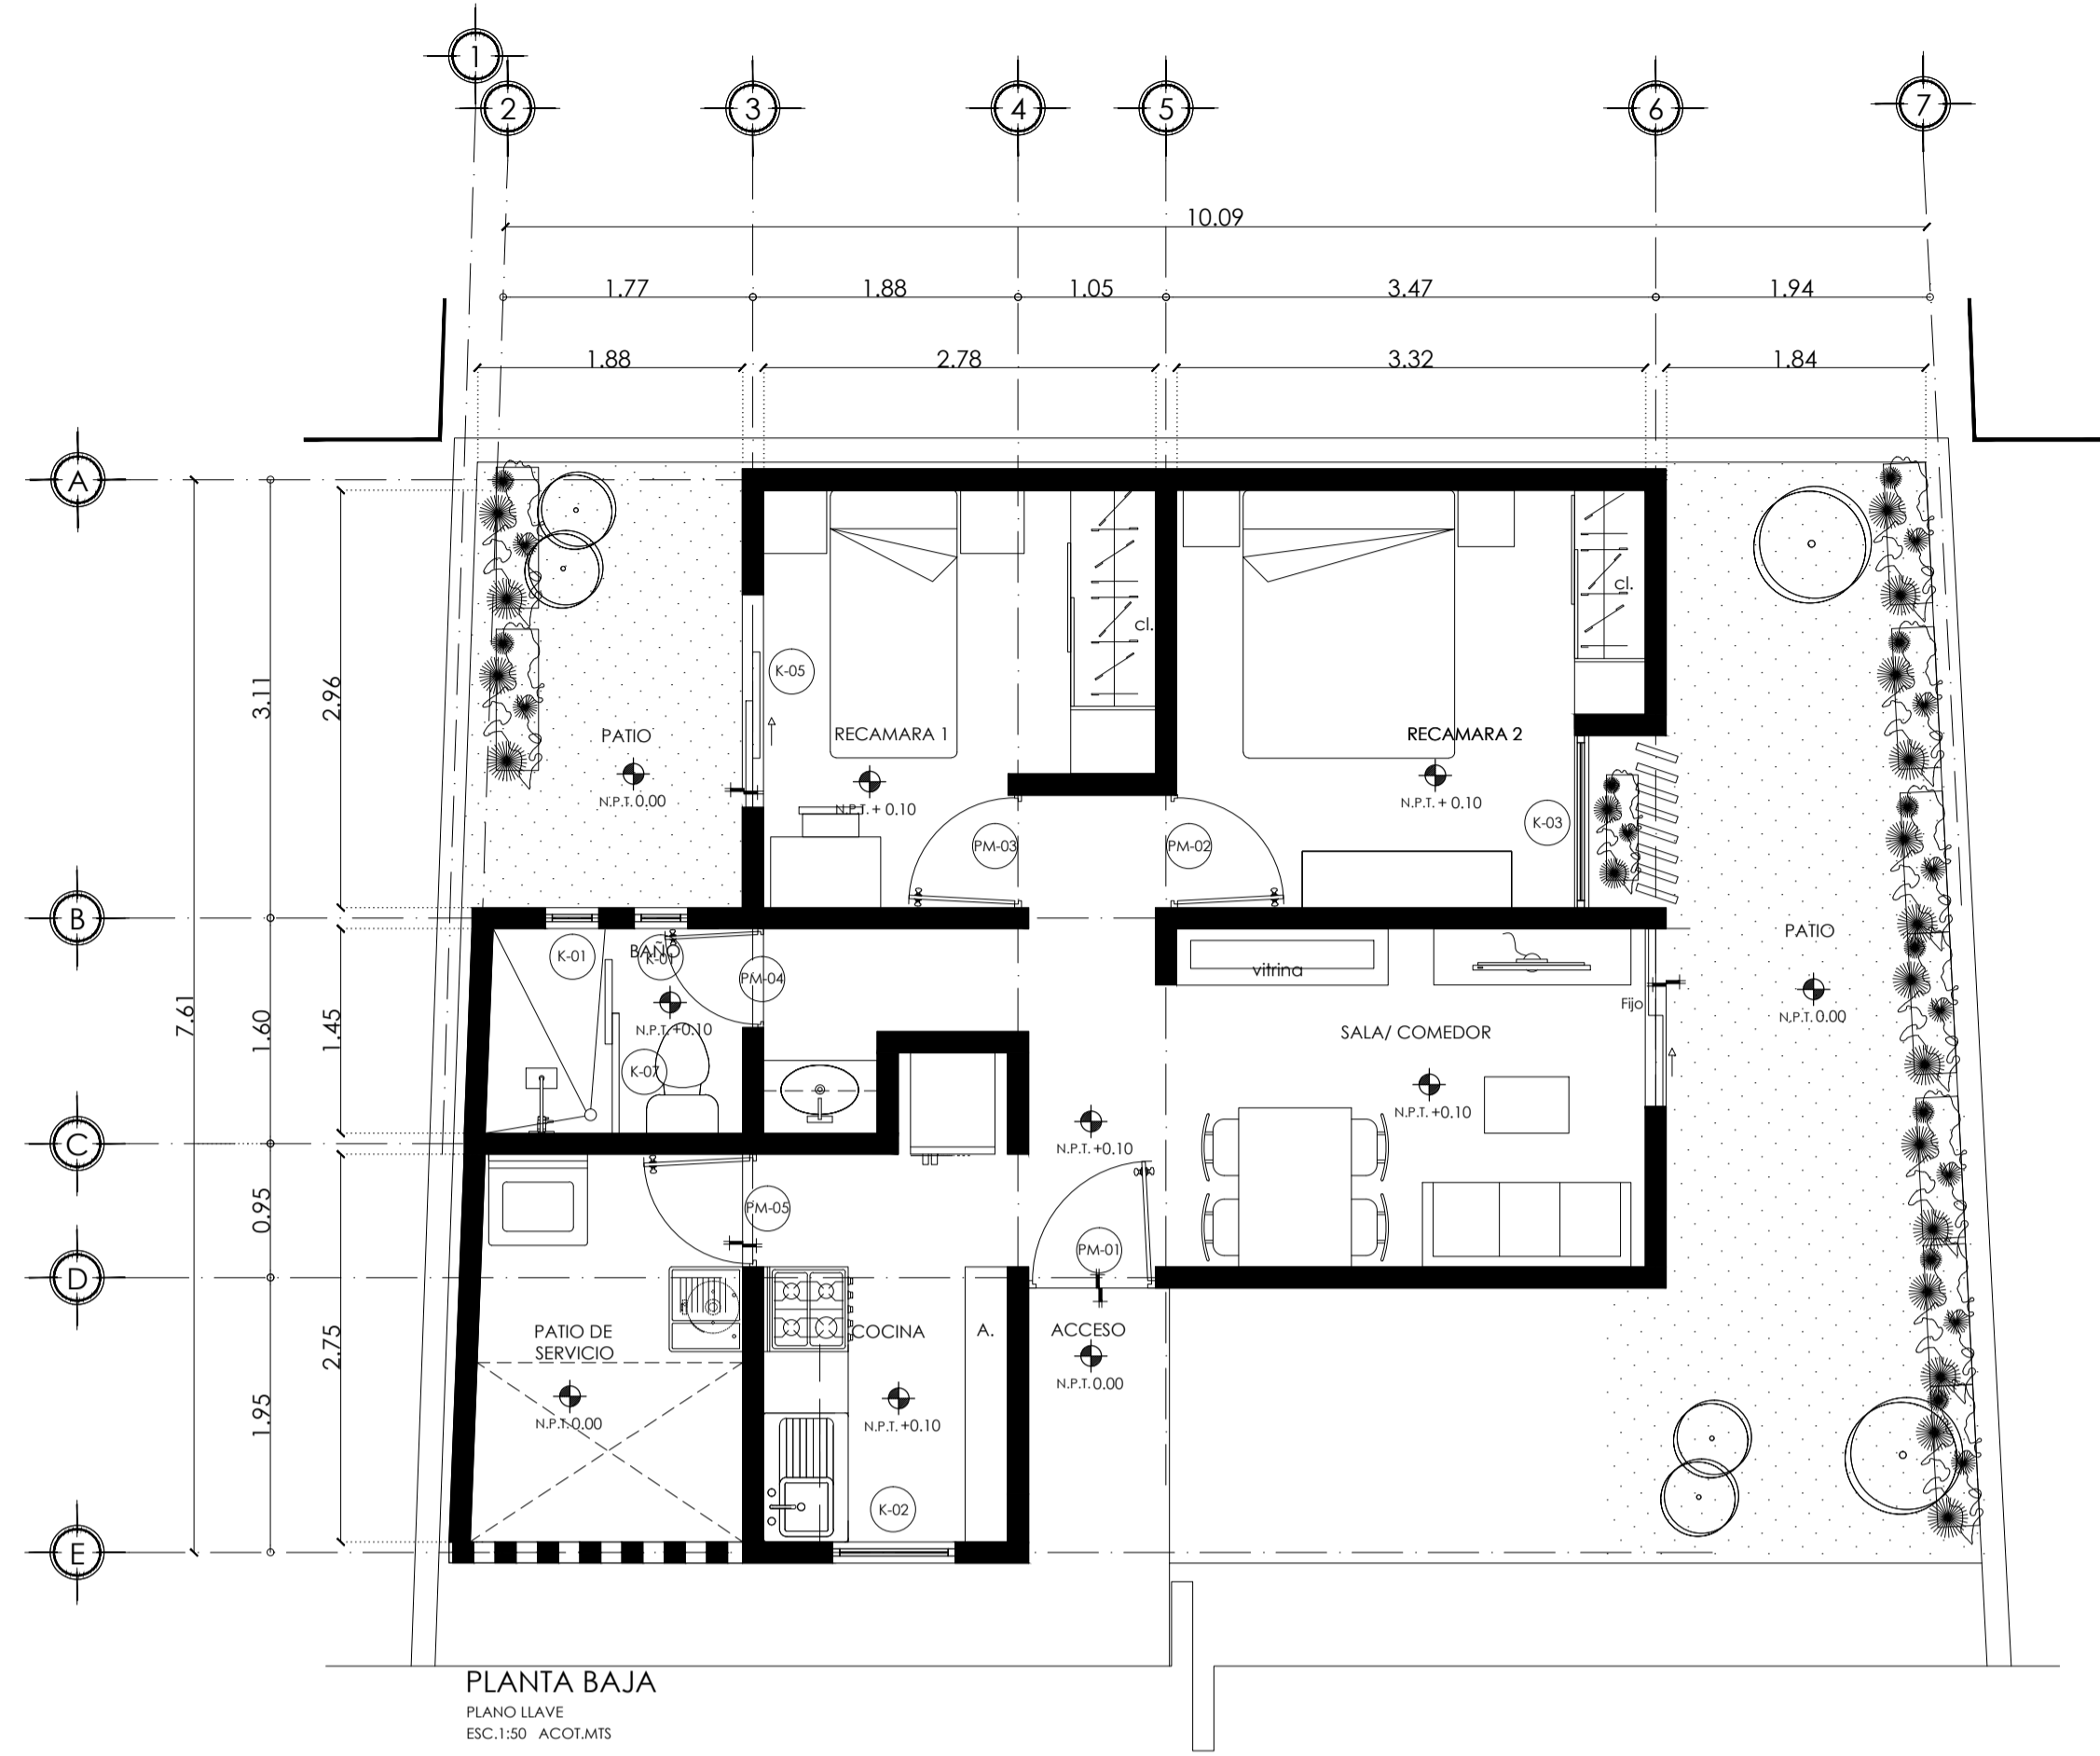 1
2 3 4 5 6 7
10.09
1.77 1.88 1.05 3.47 1.94
1.88 2.78 3.32 1.84
A
B
C
D
E
7.61
3.11
1.60
0.95
1.95
2.96
1.45
2.75
cl.
cl.
K-05
PATIO
N.P.T. 0.00
RECAMARA 1
N.P.T. + 0.10
RECAMARA 2
N.P.T. + 0.10
K-03
PM-03
PM-02
K-01
BAÑO
K-01
PM-04
N.P.T. +0.10
K-07
vitrina
Fijo
SALA/ COMEDOR
N.P.T. +0.10
PATIO
N.P.T. 0.00
N.P.T. +0.10
PM-05
PM-01
PATIO DE
SERVICIO
N.P.T. 0.00
COCINA
A.
N.P.T. +0.10
K-02
ACCESO
N.P.T. 0.00
PLANTA BAJA
PLANO LLAVE
ESC.1:50 ACOT.MTS